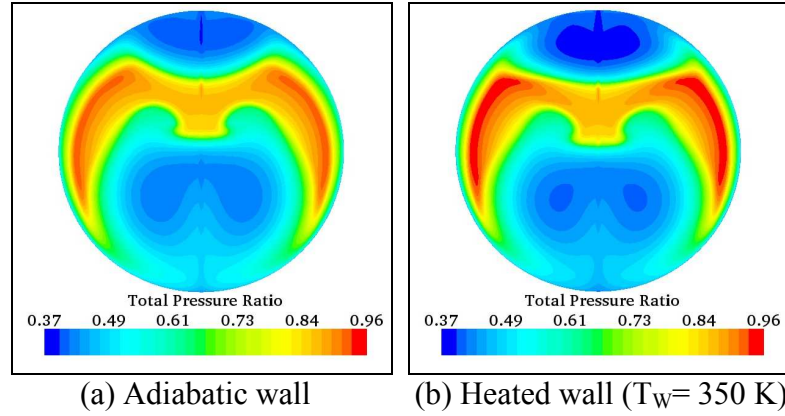 Total Pressure Ratio
0.37 0.49 0.61 0.73 0.84 0.96
Total Pressure Ratio
0.37 0.49 0.61 0.73 0.84 0.96
(a) Adiabatic wall
(b) Heated wall (TW= 350 K)